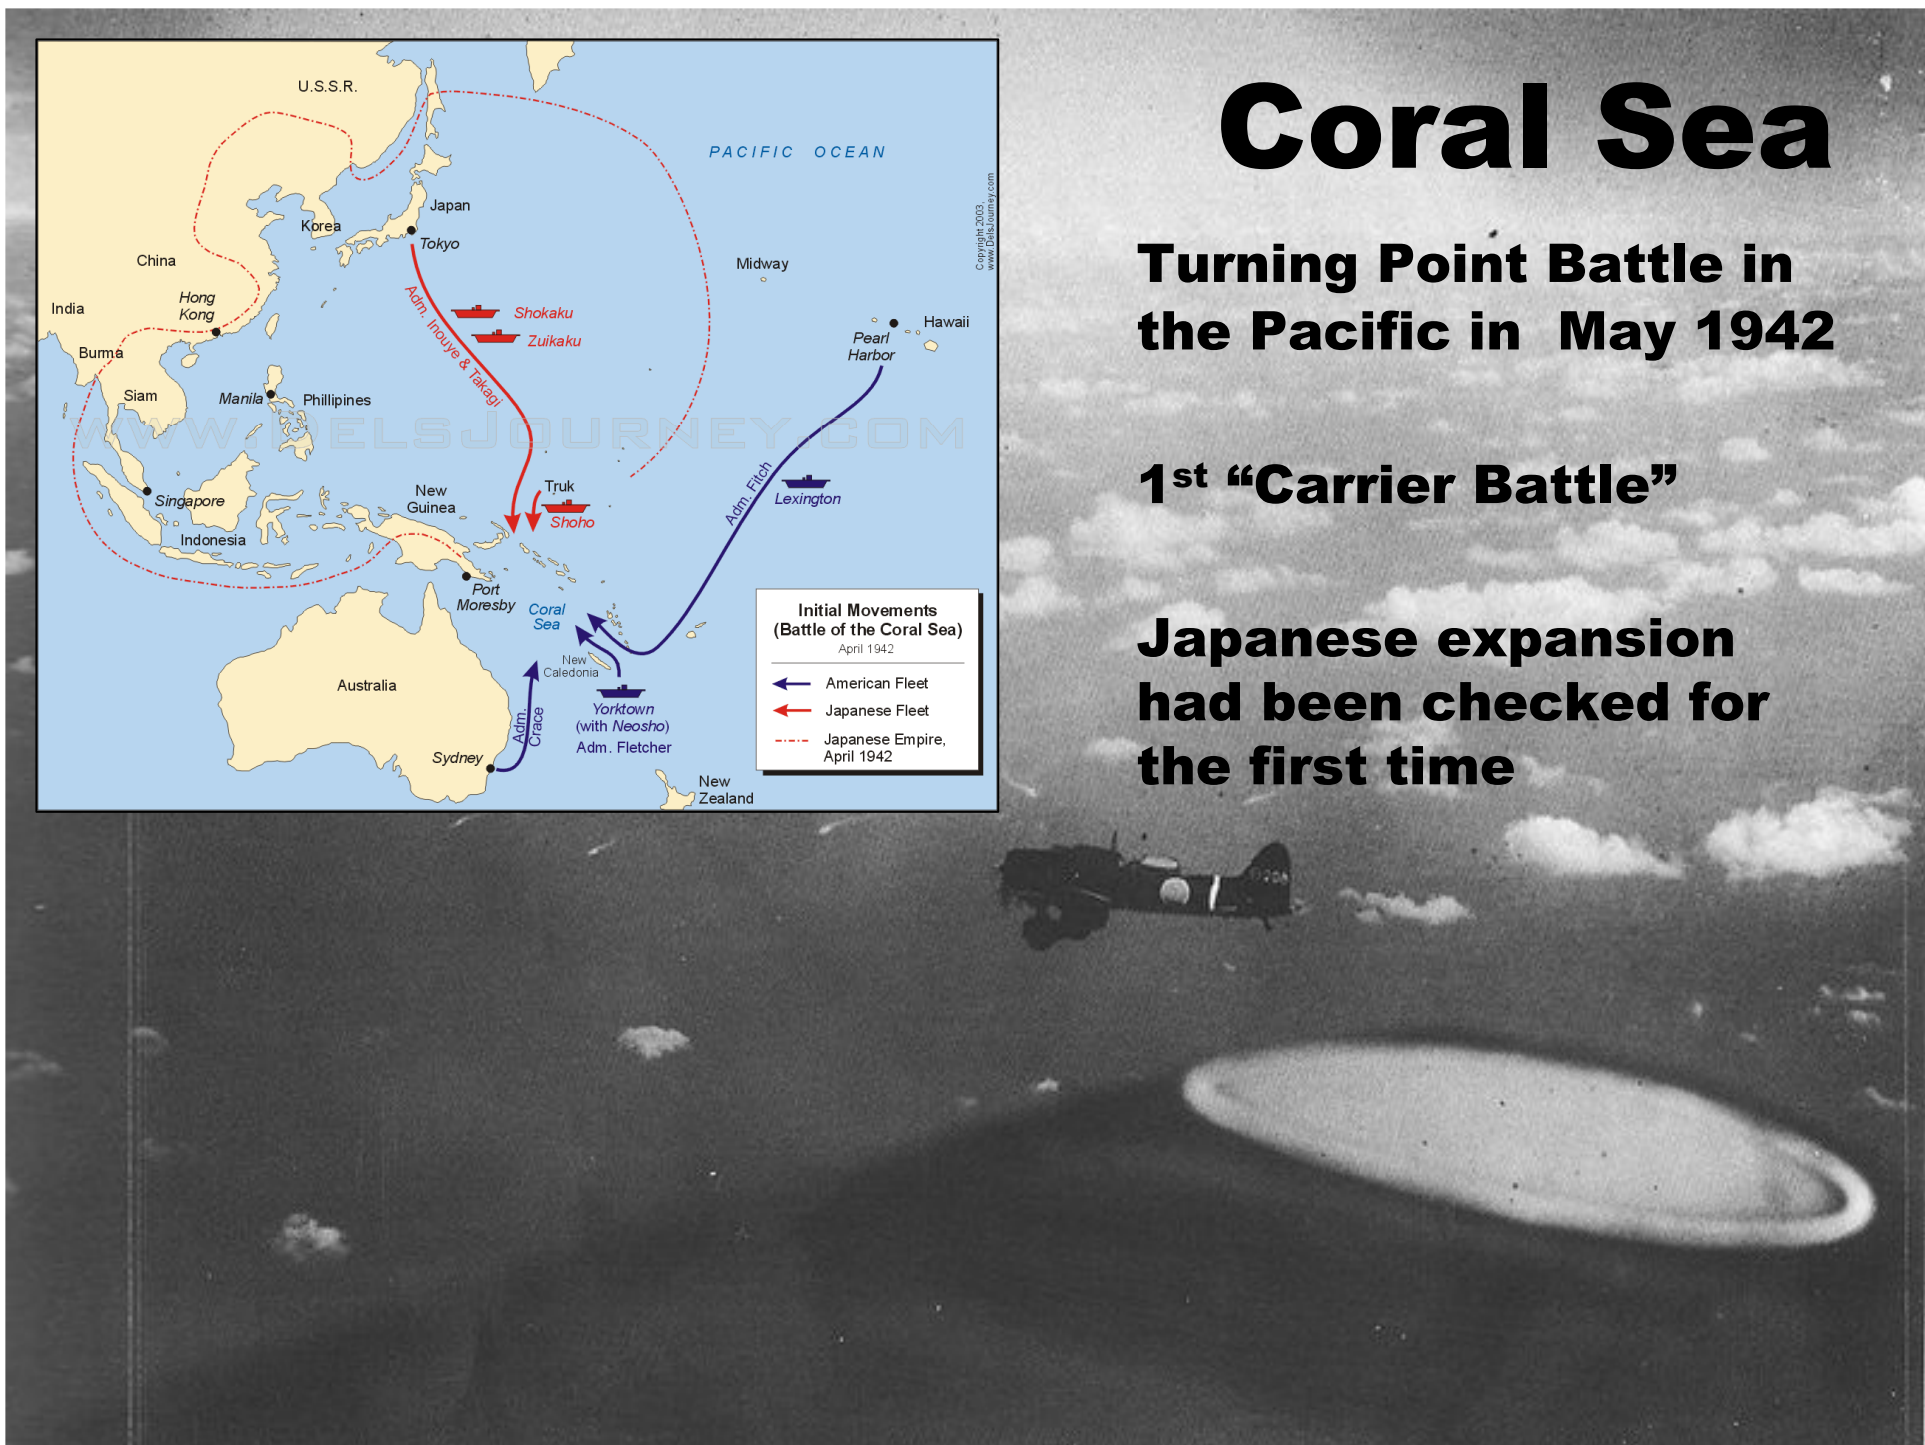 Coral Sea
Turning Point Battle in
the Pacific in May 1942
1st “Carrier Battle”
Japanese expansion
had been checked for
the first time
U.S.S.R.
PACIFIC OCEAN
Copyright 2003,
www.DelsJourney.com
Japan
Korea
Tokyo
China
Midway
Hong
Kong
India
Adm. Inouye & Takagi
Shokaku
Zuikaku
Hawaii
Pearl
Harbor
Burma
Siam
Manila
Phillipines
www.DelsJourney.com
Singapore
New
Guinea
Truk
Shoho
Adm. Fitch
Lexington
Indonesia
Port
Moresby
Coral
Sea
New
Caledonia
Australia
Adm.
Crace
Yorktown
(with Neosho)
Adm. Fletcher
Sydney
New
Zealand
Initial Movements
(Battle of the Coral Sea)
April 1942
American Fleet
Japanese Fleet
Japanese Empire,
April 1942